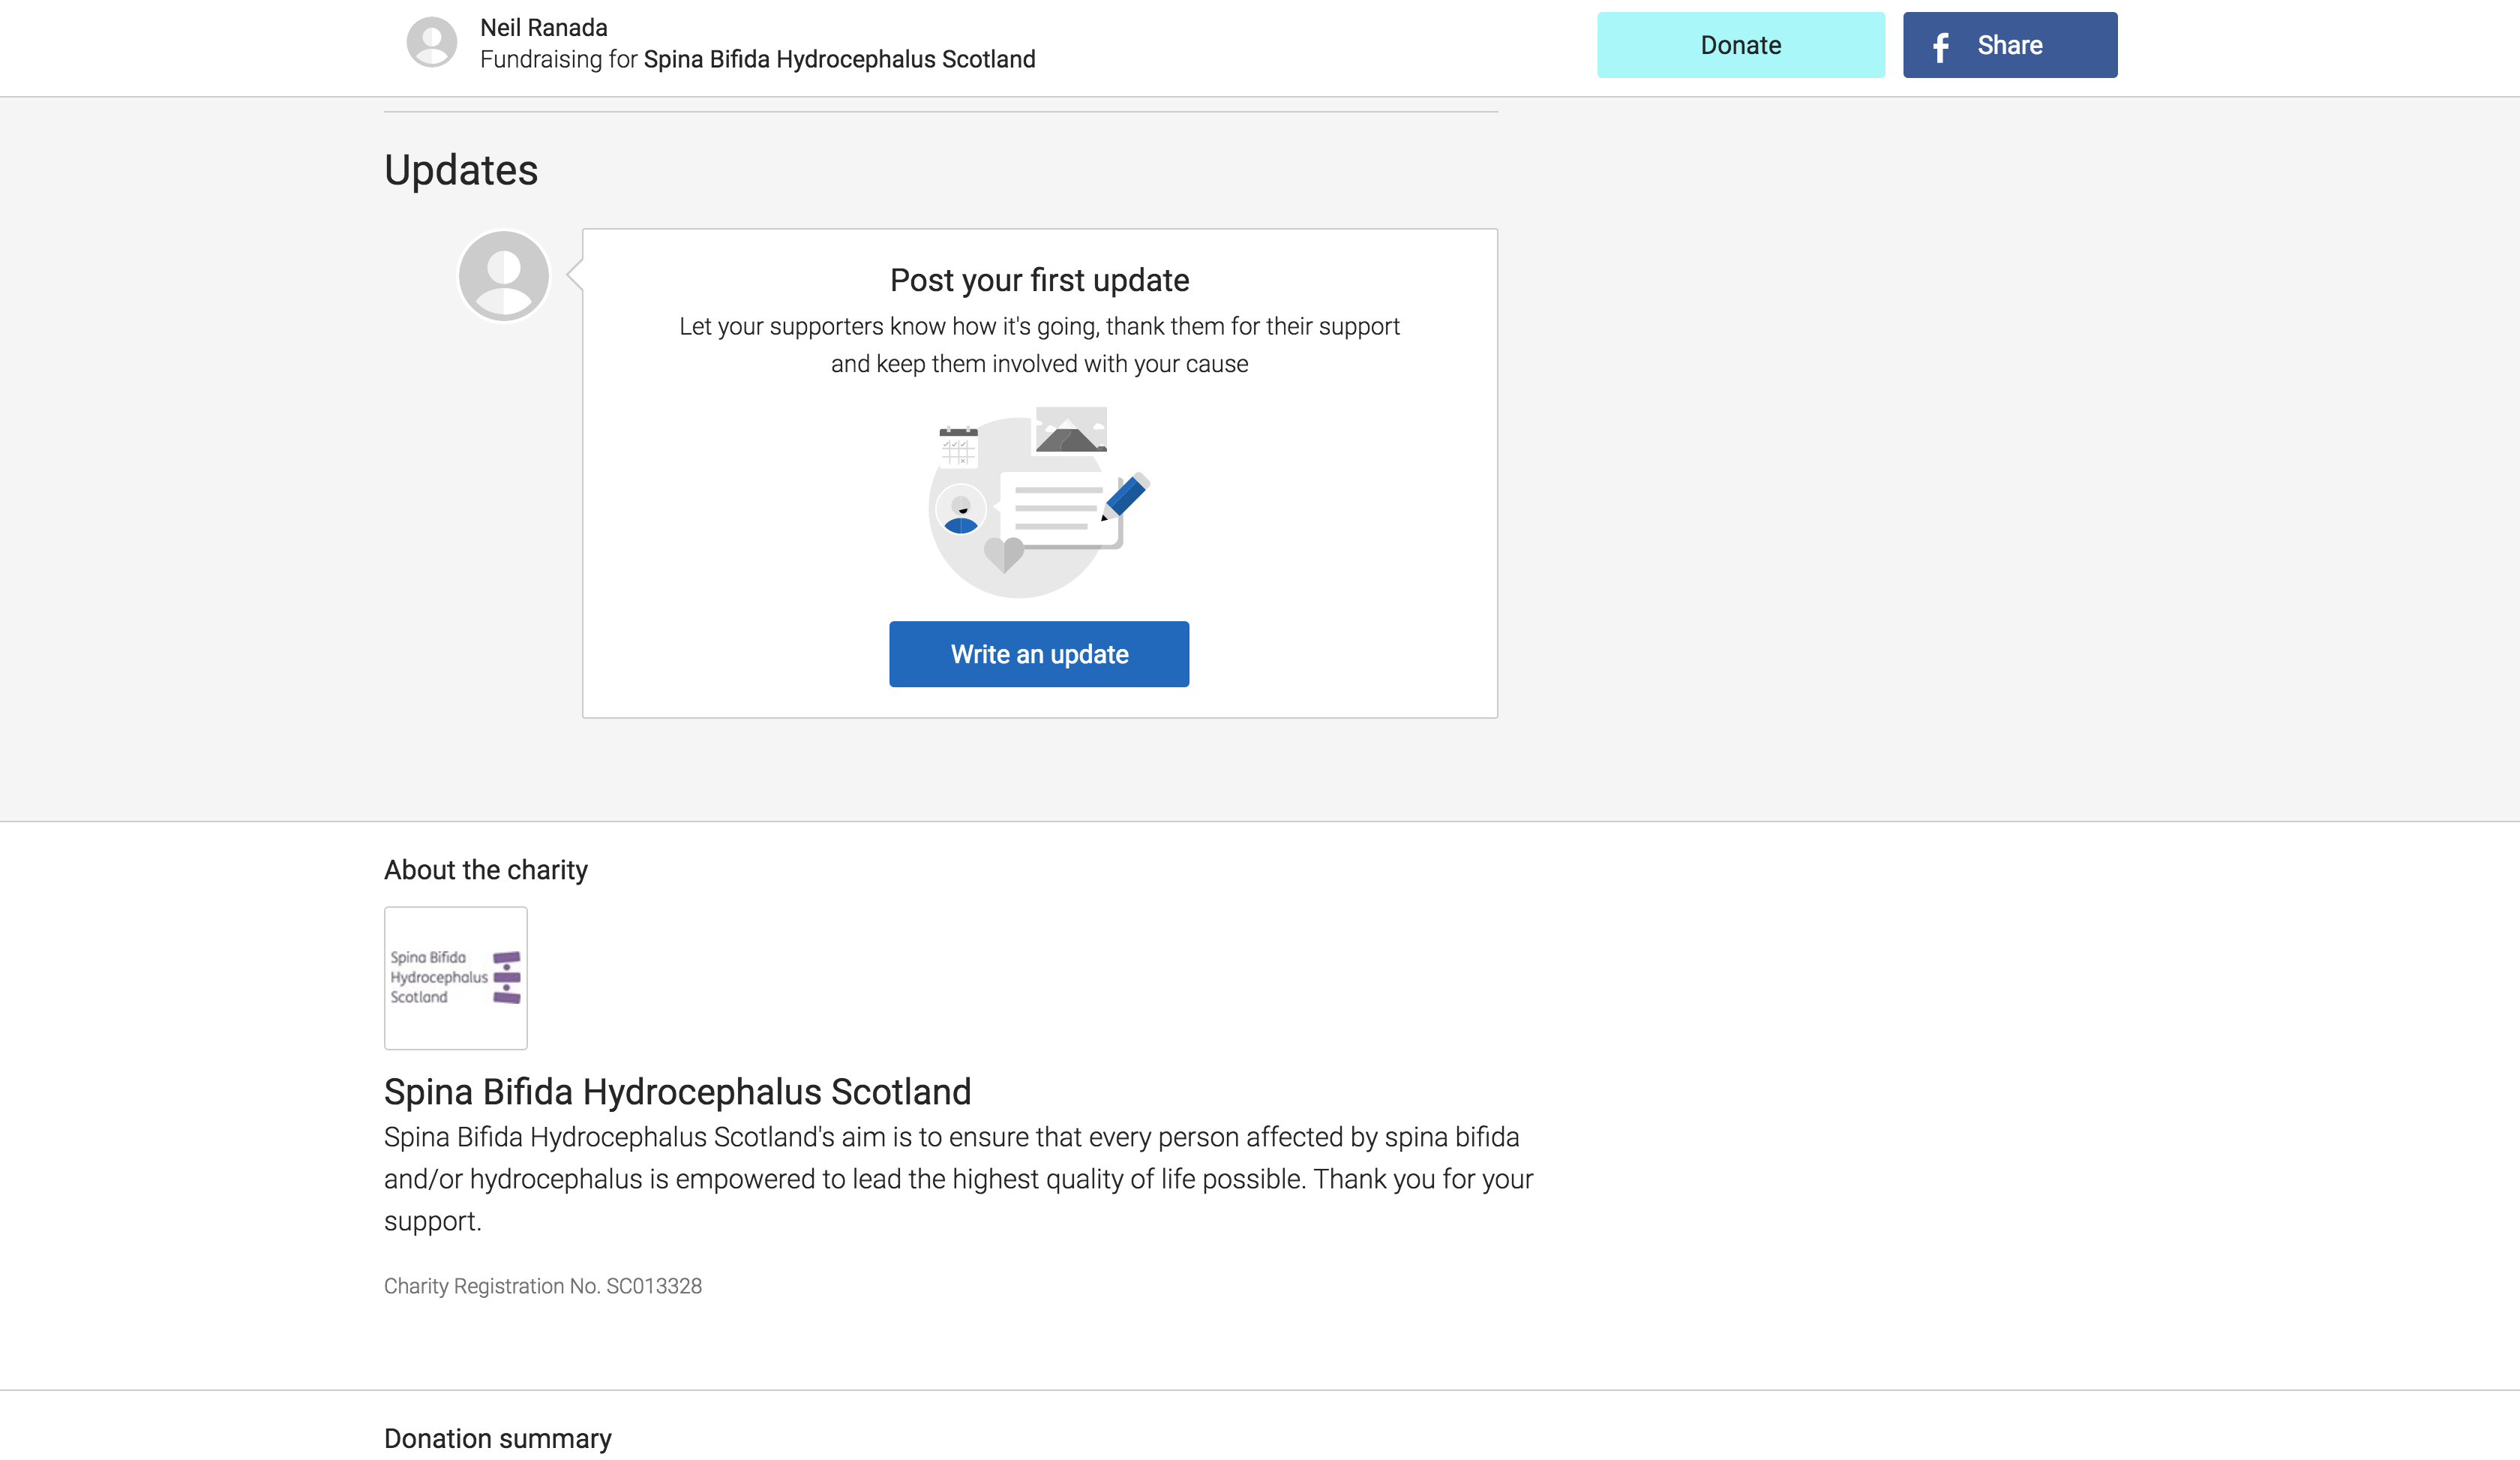 Neil Ranada
Fundraising for Spina Bifida Hydrocephalus Scotland
Donate
Share
Updates
Post your first update
Let your supporters know how it's going, thank them for their support
and keep them involved with your cause
Write an update
About the charity
Spina Bifida
Hydrocephalus
Scotland
Spina Bifida Hydrocephalus Scotland
Spina Bifida Hydrocephalus Scotland's aim is to ensure that every person affected by spina bifida
and/or hydrocephalus is empowered to lead the highest quality of life possible. Thank you for your
support.
Charity Registration No. SC013328
Donation summary